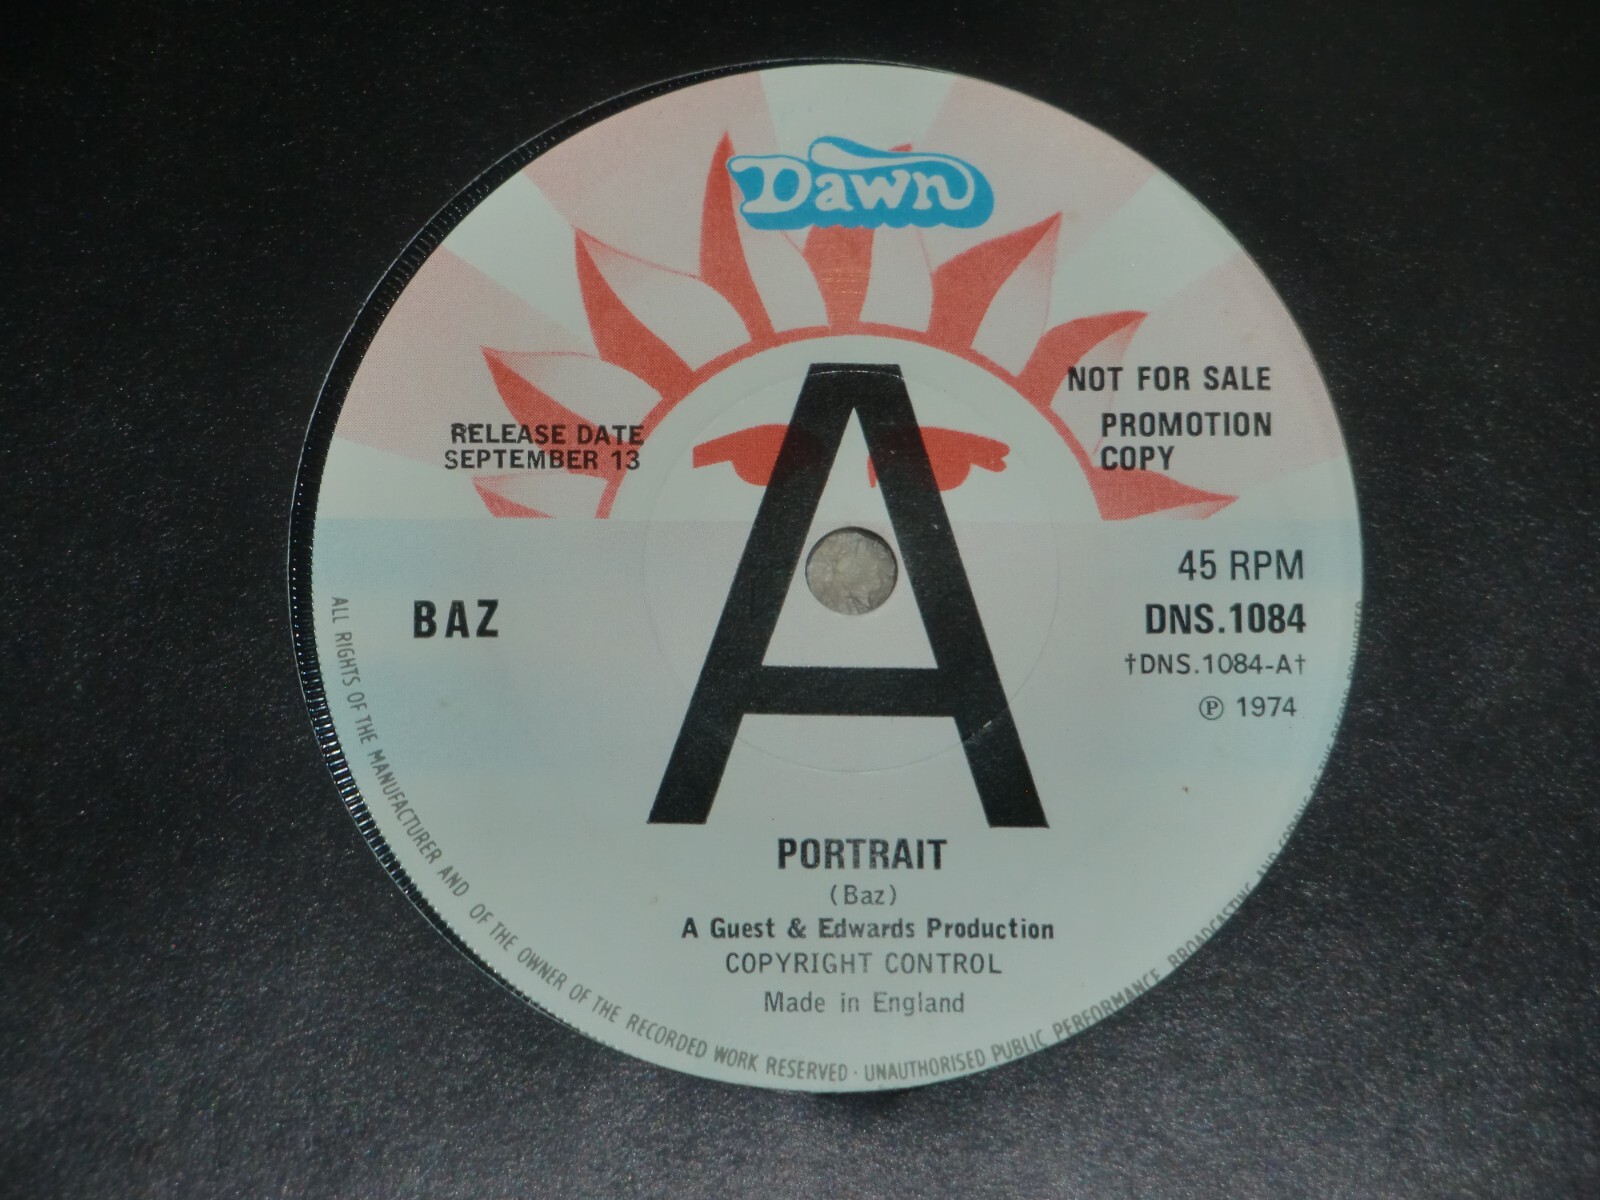 Dawn
NOT FOR SALE
PROMOTION
COPY
RELEASE DATE
SEPTEMBER 13
A
45 RPM
BAZ
DNS.1084
†DNS.1084-A†
℗ 1974
PORTRAIT
(Baz)
A Guest & Edwards Production
COPYRIGHT CONTROL
Made in England
ALL RIGHTS OF THE MANUFACTURER AND OF THE OWNER OF THE RECORDED WORK RESERVED · UNAUTHORISED PUBLIC PERFORMANCE, BROADCASTING AND